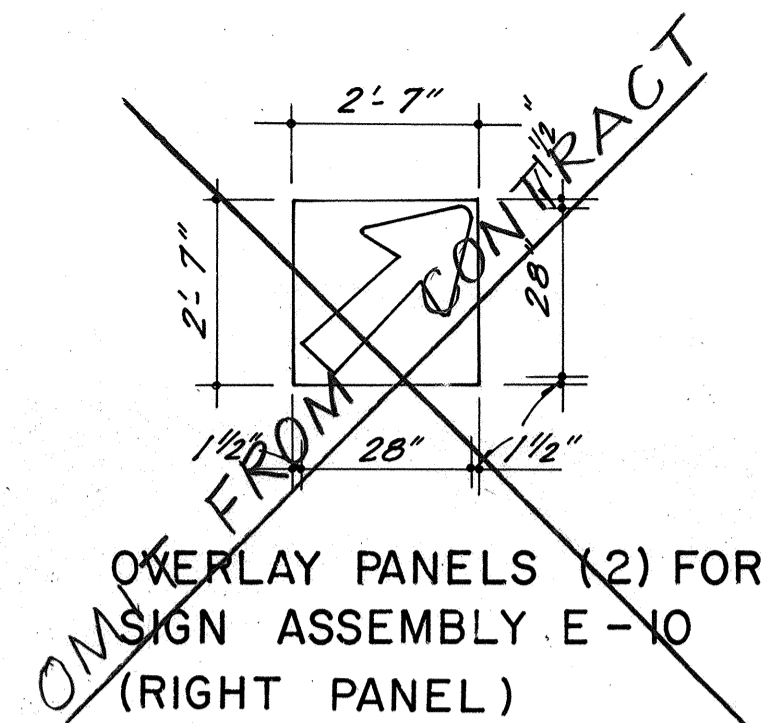 2'-7"
1½"
2'-7"
28"
1½"
28"
1½"
OMIT FROM CONTRACT
OVERLAY PANELS (2) FOR
SIGN ASSEMBLY E-10
(RIGHT PANEL)